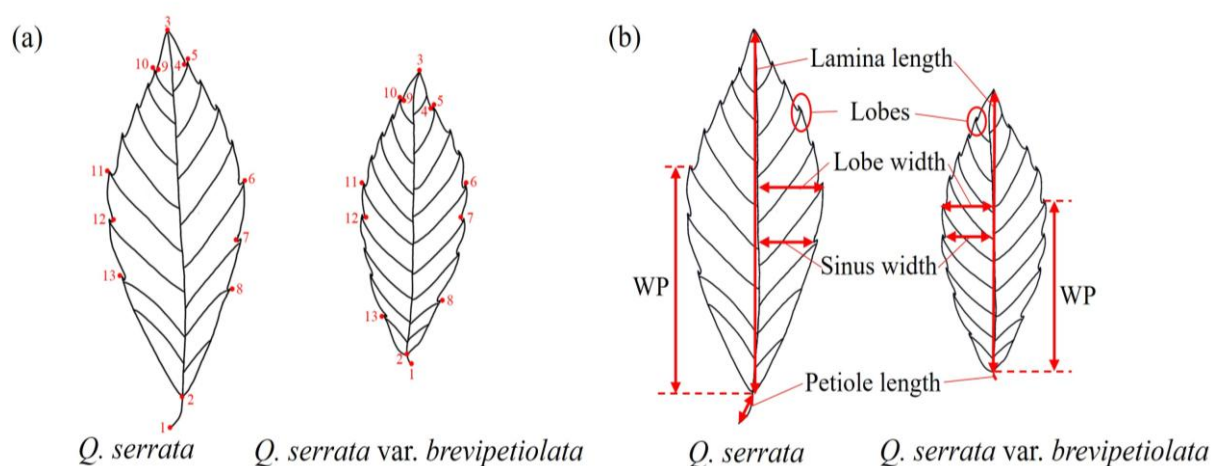 (a)
3
10
9
4
5
11
6
12
7
13
8
2
1
Q. serrata
3
10
9
4
5
11
6
12
7
8
13
2
1
Q. serrata var. brevipetiolata
(b)
Lamina length
Lobes
Lobe width
Sinus width
WP
WP
Petiole length
Q. serrata
Q. serrata var. brevipetiolata